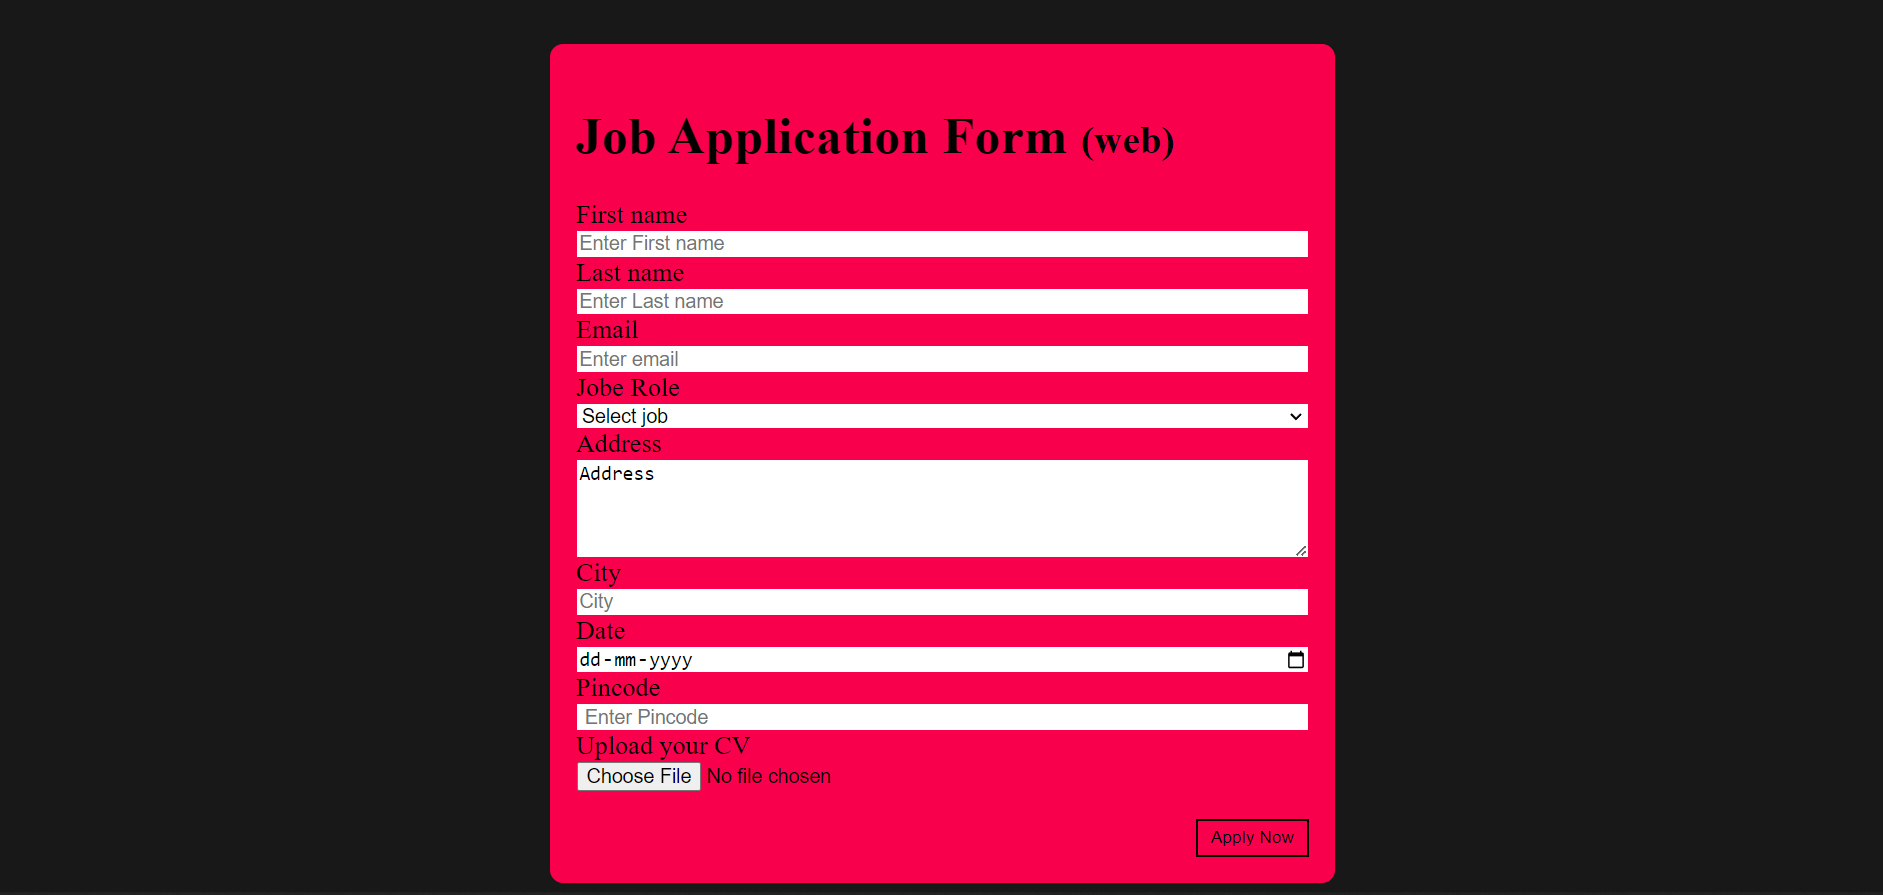 Job Application Form (web)
First name
Enter First name
Last name
Enter Last name
Email
Enter email
Jobe Role
Select job
Address
Address
City
City
Date
dd-mm-yyyy
Pincode
Enter Pincode
Upload your CV
Choose File No file chosen
Apply Now